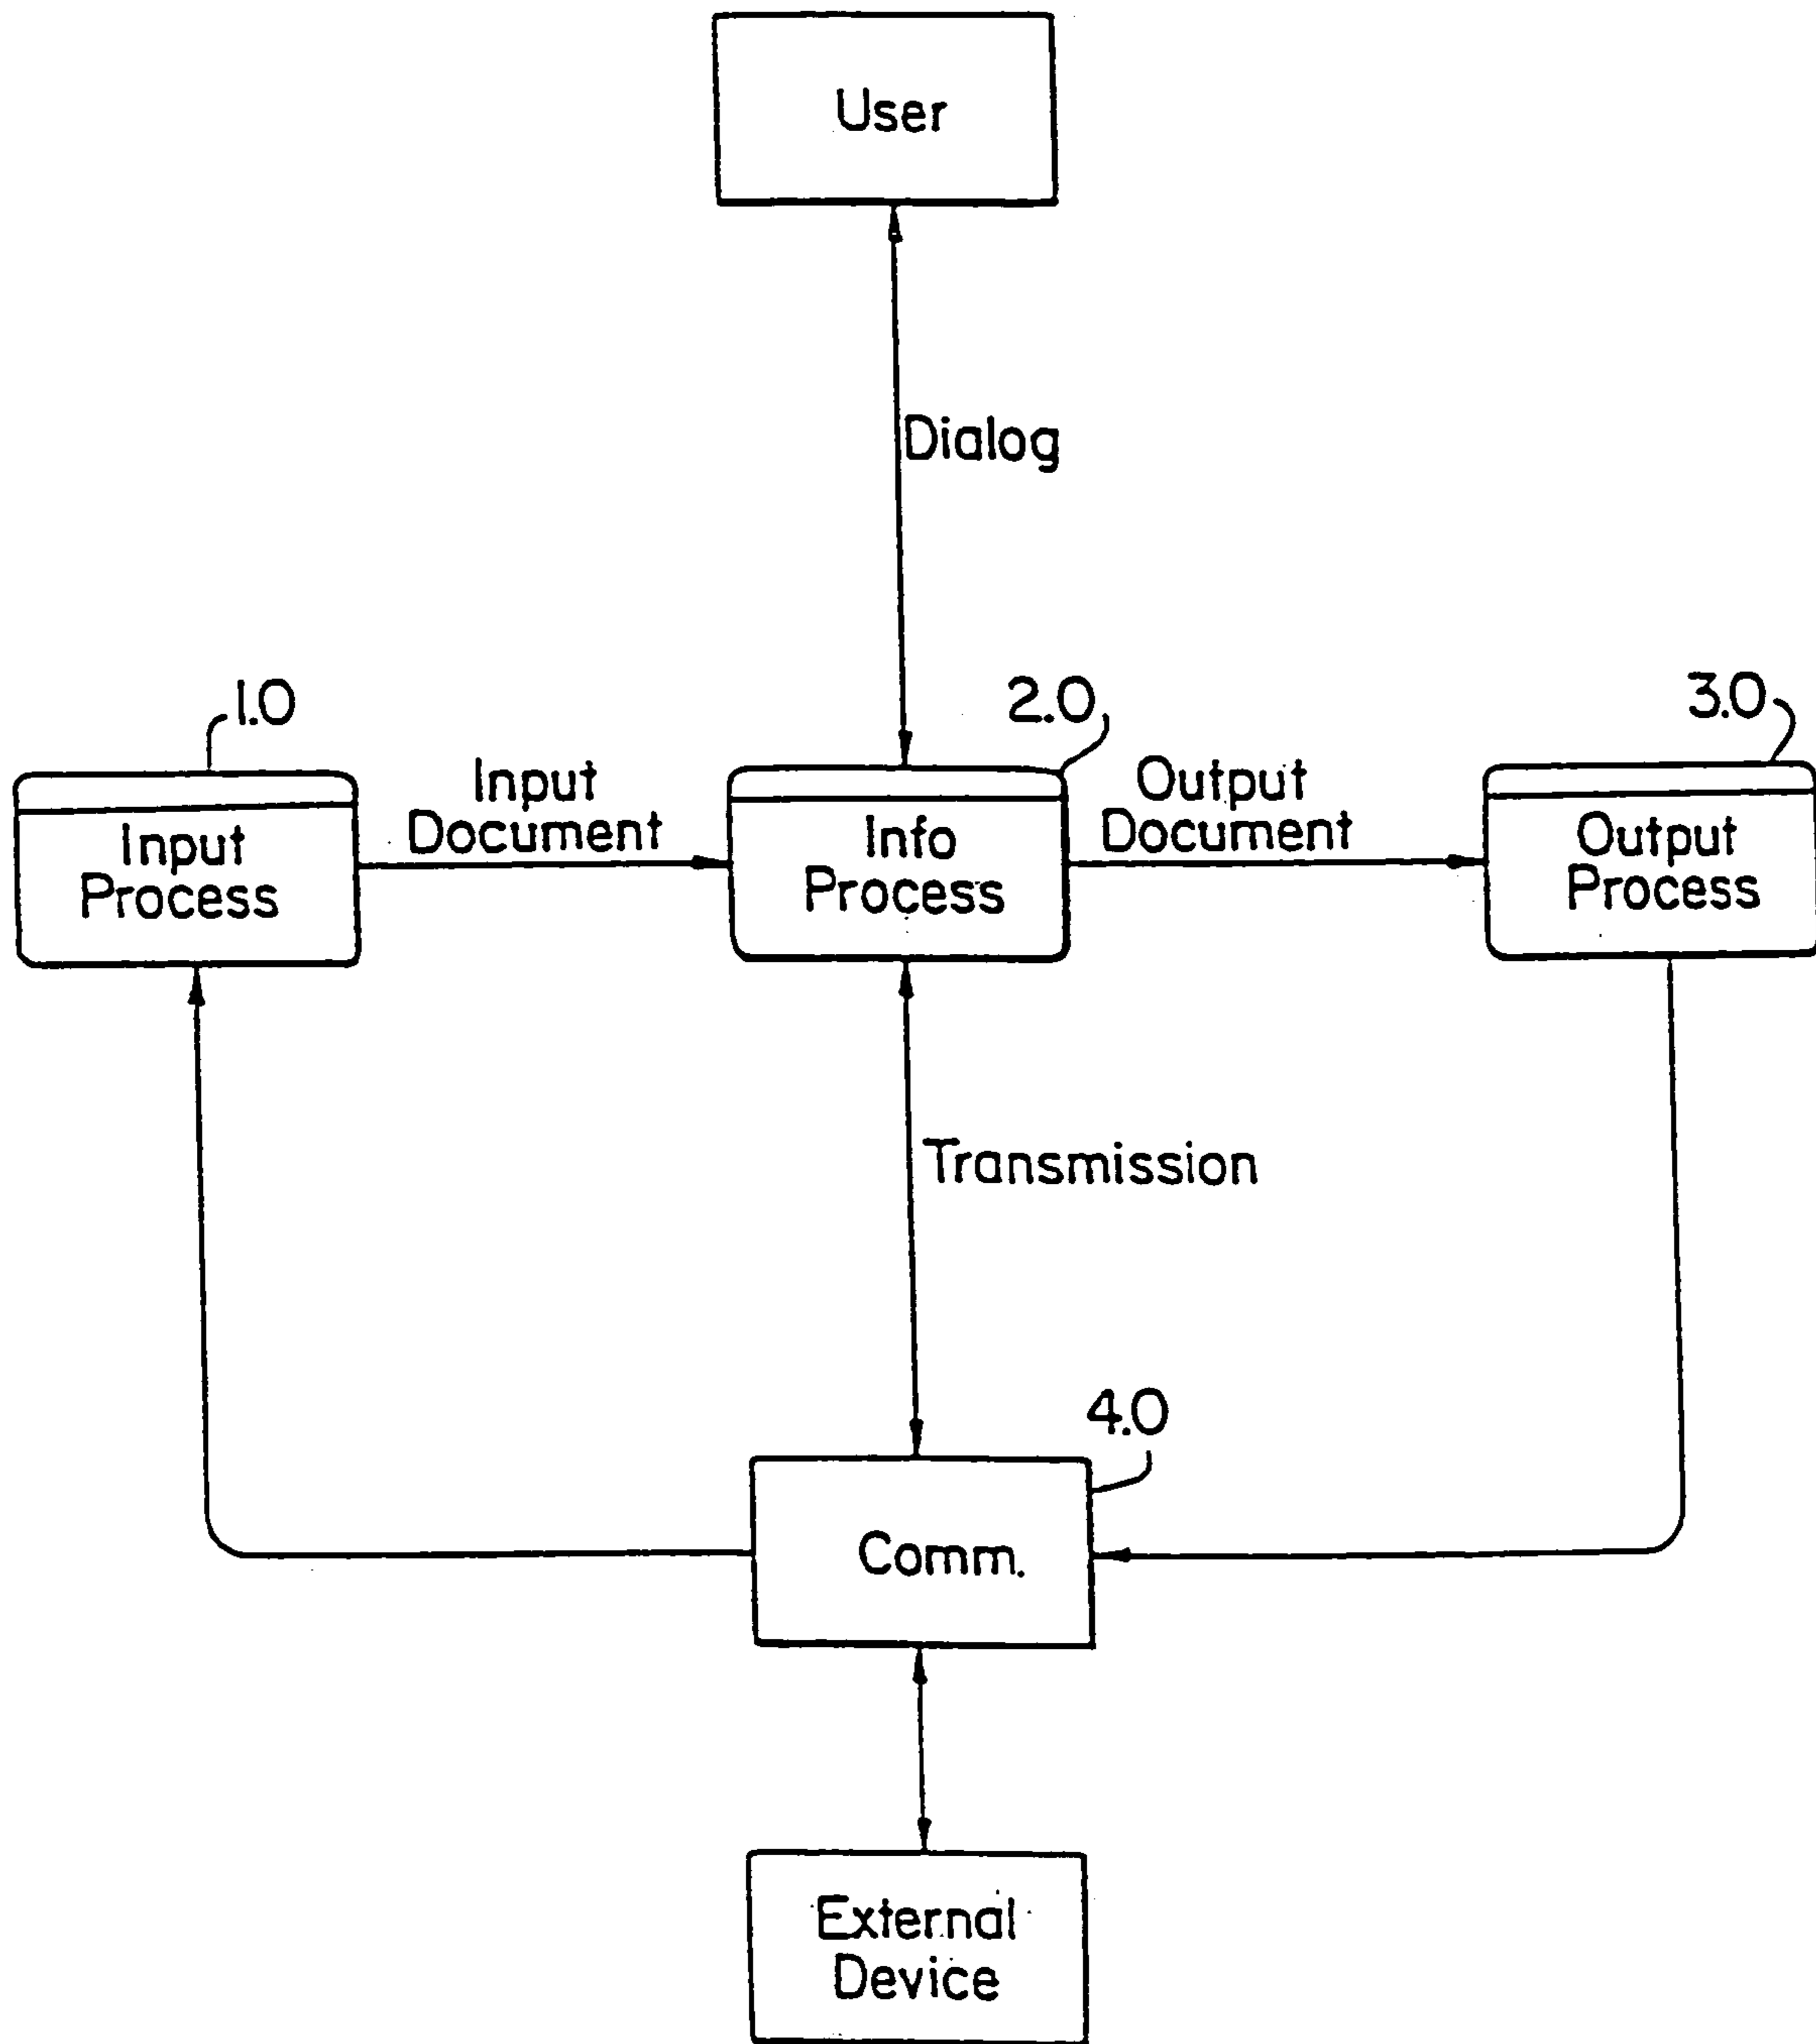 User
Dialog
1.0
2.0
3.0
Input
Document
Output
Document
Input
Process
Info
Process
Output
Process
Transmission
4.0
Comm.
External
Device